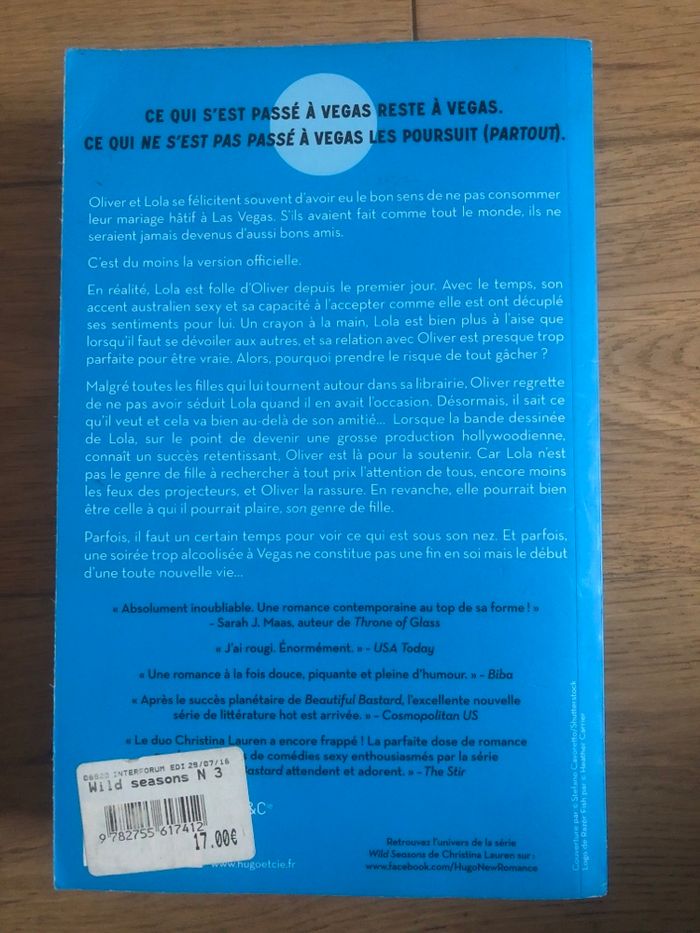 CE QUI S'EST PASSÉ À VEGAS RESTE À VEGAS.
CE QUI NE S'EST PAS PASSÉ À VEGAS LES POURSUIT (PARTOUT).
Oliver et Lola se félicitent souvent d'avoir eu le bon sens de ne pas consommer
leur mariage hâtif à Las Vegas. S'ils avaient fait comme tout le monde, ils ne
seraient jamais devenus d'aussi bons amis.
C'est du moins la version officielle.
En réalité, Lola est folle d'Oliver depuis le premier jour. Avec le temps, son
accent australien sexy et sa capacité à l'accepter comme elle est ont décuplé
ses sentiments pour lui. Un crayon à la main, Lola est bien plus à l'aise que
lorsqu'il faut se dévoiler aux autres, et sa relation avec Oliver est presque trop
parfaite pour être vraie. Alors, pourquoi prendre le risque de tout gâcher ?
Malgré toutes les filles qui lui tournent autour dans sa librairie, Oliver regrette
de ne pas avoir séduit Lola quand il en avait l'occasion. Désormais, il sait ce
qu'il veut et cela va bien au-delà de son amitié... Lorsque la bande dessinée
de Lola, sur le point de devenir une grosse production hollywoodienne,
connaît un succès retentissant, Oliver est là pour la soutenir. Car Lola n'est
pas le genre de fille à rechercher à tout prix l'attention de tous, encore moins
les feux des projecteurs, et Oliver la rassure. En revanche, elle pourrait bien
être celle à qui il pourrait plaire, son genre de fille.
Parfois, il faut un certain temps pour voir ce qui est sous son nez. Et parfois,
une soirée trop alcoolisée à Vegas ne constitue pas une fin en soi mais le début
d'une toute nouvelle vie...
« Absolument inoubliable. Une romance contemporaine au top de sa forme ! »
– Sarah J. Maas, auteur de Throne of Glass
« J'ai rougi. Énormément. » – USA Today
« Une romance à la fois douce, piquante et pleine d'humour. » – Biba
« Après le succès planétaire de Beautiful Bastard, l'excellente nouvelle
série de littérature hot est arrivée. » – Cosmopolitan US
« Le duo Christina Lauren a encore frappé ! La parfaite dose de romance
de comédies sexy enthousiasmés par la série
Bastard attendent et adorent. » – The Stir
INTERFORUM EDI 29/07/16
Wild seasons N 3
9 782755 617412
17.00€
&C
www.hugoetcie.fr
Retrouvez l'univers de la série
Wild Seasons de Christina Lauren sur :
www.facebook.com/HugoNewRomance
Couverture par © Stefano Cavoretto/Shutterstock
Logo de Razor Fish par © Heather Carrier